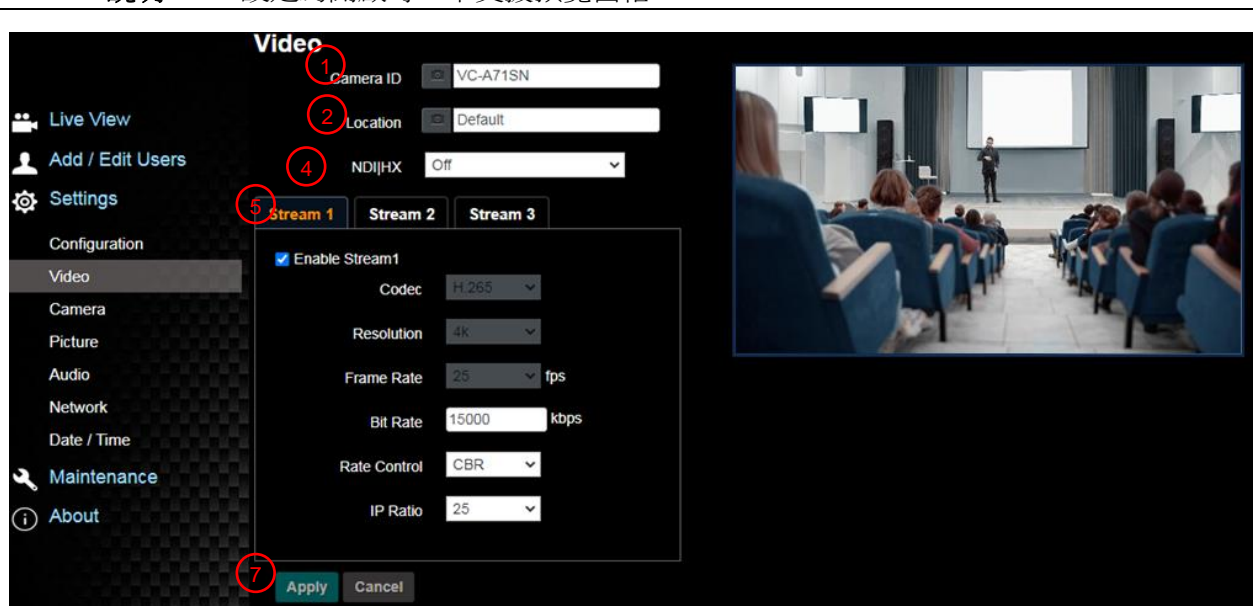 Video
1 Camera ID VC-A71SN
2 Location Default
4 NDI|HX Off
Live View
Add / Edit Users
Settings
Configuration
Video
Camera
Picture
Audio
Network
Date / Time
Maintenance
About
5 Stream 1 Stream 2 Stream 3
Enable Stream1
Codec H.265
Resolution 4k
Frame Rate 25 fps
Bit Rate 15000 kbps
Rate Control CBR
IP Ratio 25
7 Apply Cancel